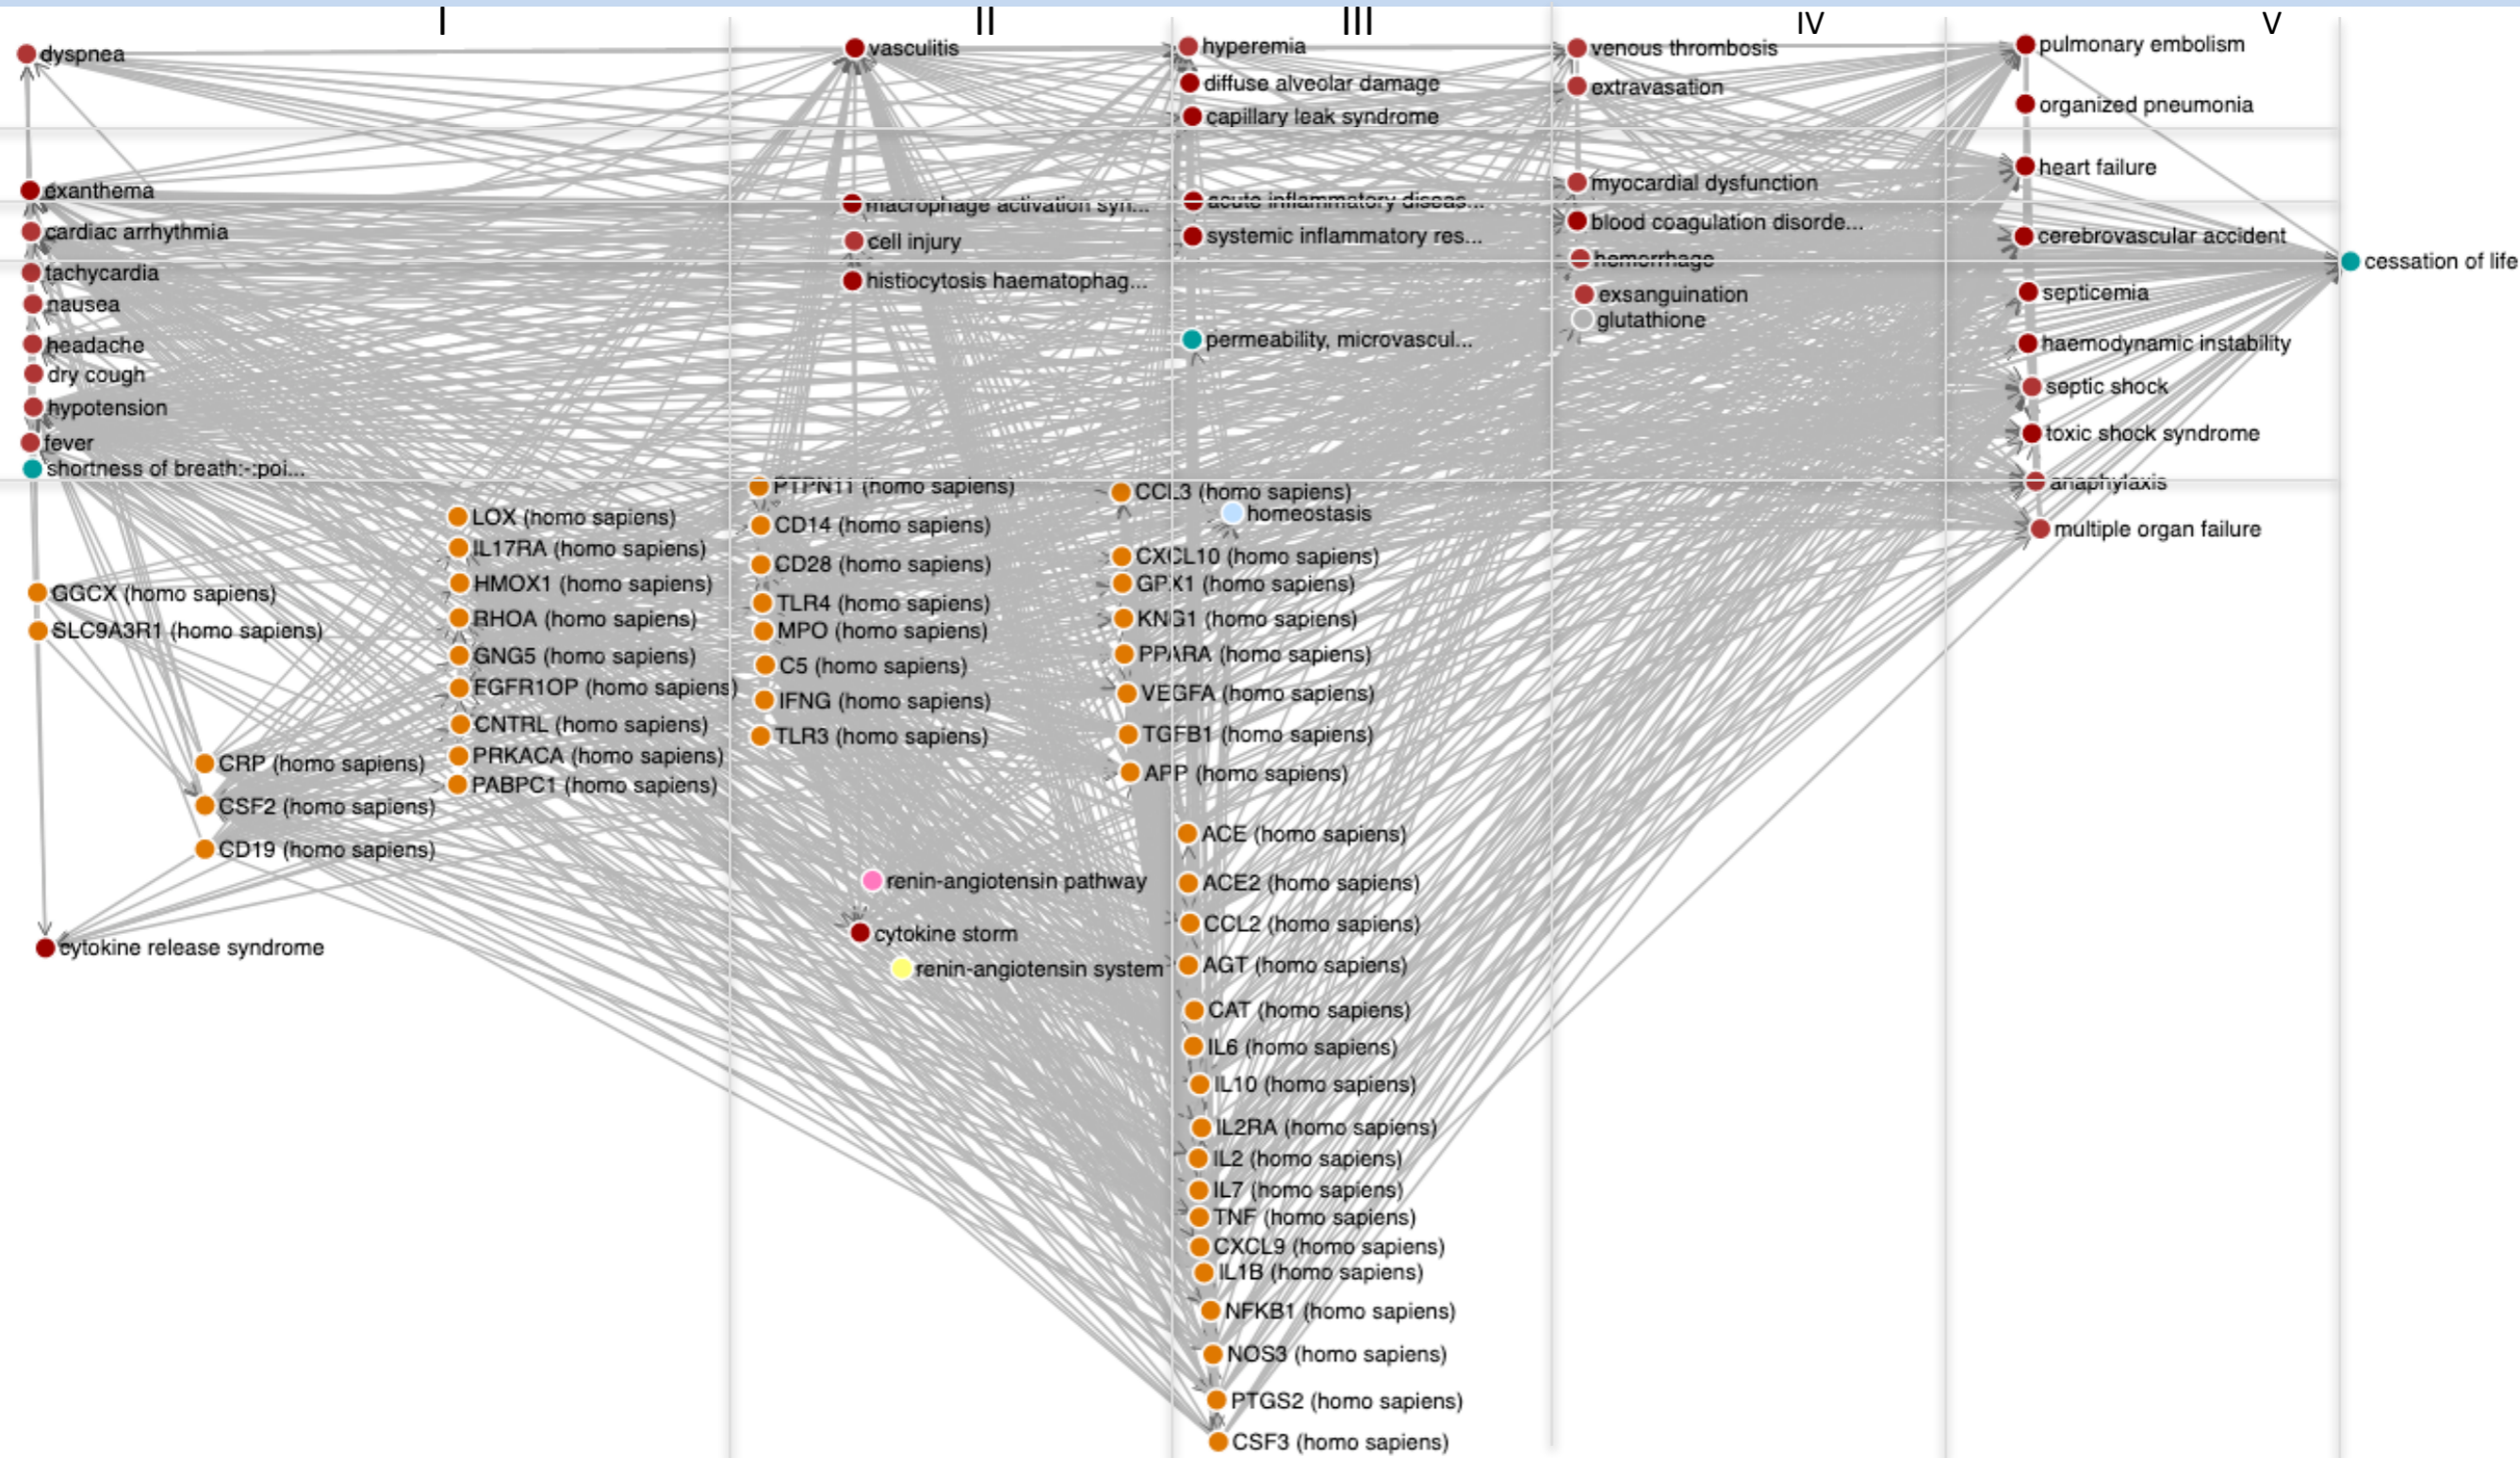 I
II
III
IV
V
dyspnea
exanthema
cardiac arrhythmia
tachycardia
nausea
headache
dry cough
hypotension
fever
shortness of breath:-:poi...
GGCX (homo sapiens)
SLC9A3R1 (homo sapiens)
CRP (homo sapiens)
CSF2 (homo sapiens)
CD19 (homo sapiens)
cytokine release syndrome
LOX (homo sapiens)
IL17RA (homo sapiens)
HMOX1 (homo sapiens)
RHOA (homo sapiens)
GNG5 (homo sapiens)
EGFR1OP (homo sapiens)
CNTRL (homo sapiens)
PRKACA (homo sapiens)
PABPC1 (homo sapiens)
vasculitis
macrophage activation syn...
cell injury
histiocytosis haematophag...
PTPN11 (homo sapiens)
CD14 (homo sapiens)
CD28 (homo sapiens)
TLR4 (homo sapiens)
MPO (homo sapiens)
C5 (homo sapiens)
IFNG (homo sapiens)
TLR3 (homo sapiens)
renin-angiotensin pathway
cytokine storm
renin-angiotensin system
hyperemia
diffuse alveolar damage
capillary leak syndrome
acute inflammatory diseas...
systemic inflammatory res...
permeability, microvascul...
CCL3 (homo sapiens)
homeostasis
CXCL10 (homo sapiens)
GPX1 (homo sapiens)
KNG1 (homo sapiens)
PPARA (homo sapiens)
VEGFA (homo sapiens)
TGFB1 (homo sapiens)
APP (homo sapiens)
ACE (homo sapiens)
ACE2 (homo sapiens)
CCL2 (homo sapiens)
AGT (homo sapiens)
CAT (homo sapiens)
IL6 (homo sapiens)
IL10 (homo sapiens)
IL2RA (homo sapiens)
IL2 (homo sapiens)
IL7 (homo sapiens)
TNF (homo sapiens)
CXCL9 (homo sapiens)
IL1B (homo sapiens)
NFKB1 (homo sapiens)
NOS3 (homo sapiens)
PTGS2 (homo sapiens)
CSF3 (homo sapiens)
venous thrombosis
extravasation
myocardial dysfunction
blood coagulation disorde...
hemorrhage
exsanguination
glutathione
pulmonary embolism
organized pneumonia
heart failure
cerebrovascular accident
septicemia
haemodynamic instability
septic shock
toxic shock syndrome
anaphylaxis
multiple organ failure
cessation of life